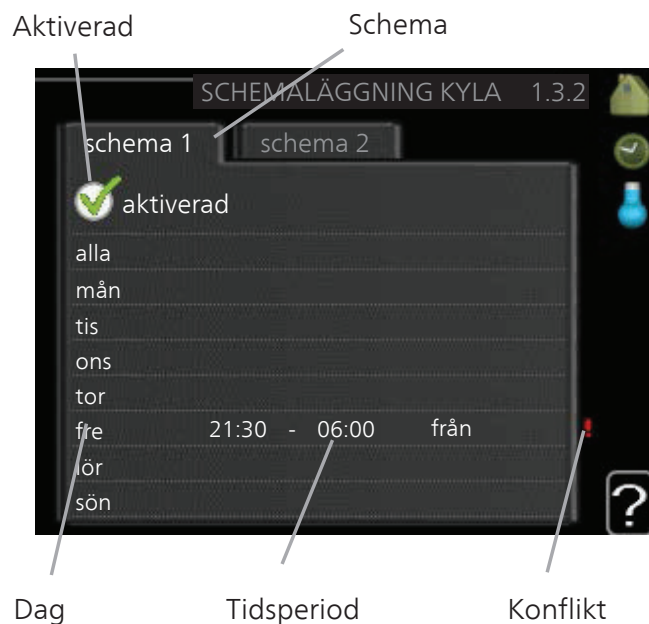 Aktiverad Schema
SCHEMALÄGGNING KYLA 1.3.2
schema 1 schema 2
aktiverad
alla
mån
tis
ons
tor
fre 21:30 - 06:00 från !
lör
sön
?
Dag Tidsperiod Konflikt